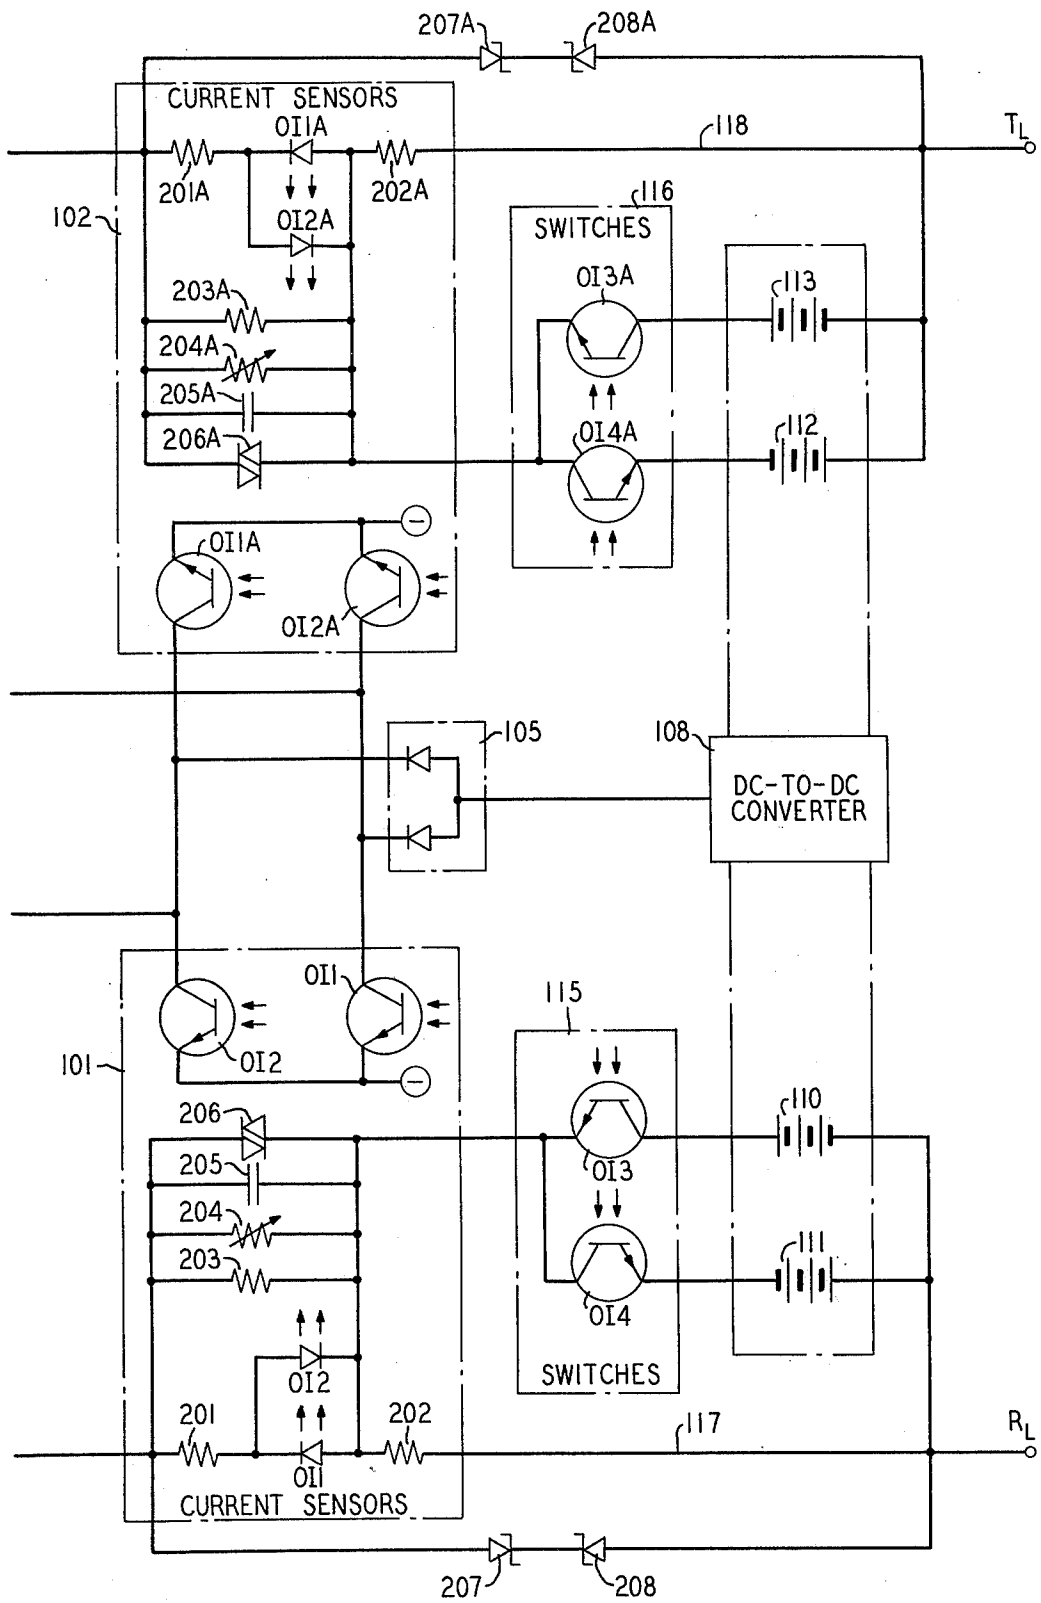 207A 208A
CURRENT SENSORS
OI1A
118
T_L
201A
202A
116
102
OI2A
SWITCHES
OI3A
113
203A
204A
205A
206A
OI4A
112
OI1A
OI2A
105
108
DC-TO-DC
CONVERTER
OI1
115
101
OI2
206
110
205
OI3
204
203
111
OI4
OI2
SWITCHES
201
202
117
R_L
OI1
CURRENT SENSORS
207
208